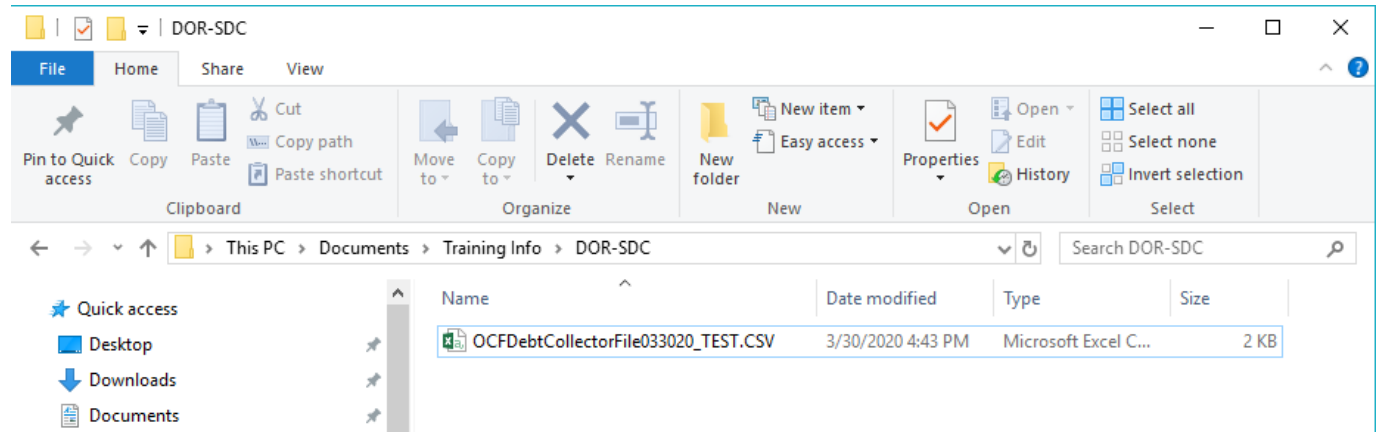 DOR-SDC
File Home Share View
Pin to Quick access
Copy
Paste
Cut
Copy path
Paste shortcut
Clipboard
Move to
Copy to
Delete
Rename
Organize
New folder
New item
Easy access
New
Properties
Open
Edit
History
Open
Select all
Select none
Invert selection
Select
This PC > Documents > Training Info > DOR-SDC
Search DOR-SDC
Quick access
Desktop
Downloads
Documents
Name Date modified Type Size
OCFDebtCollectorFile033020_TEST.CSV 3/30/2020 4:43 PM Microsoft Excel C... 2 KB